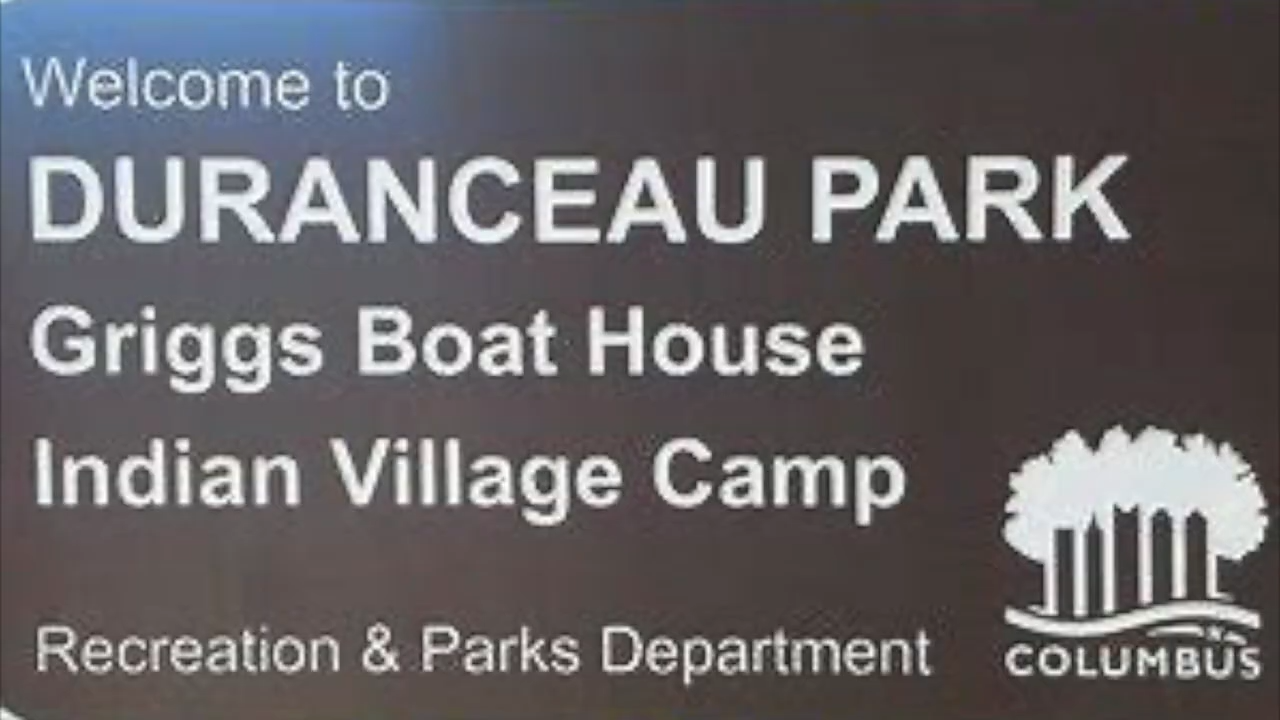 Welcome to
DURANCEAU PARK
Griggs Boat House
Indian Village Camp
Recreation & Parks Department
COLUMBUS